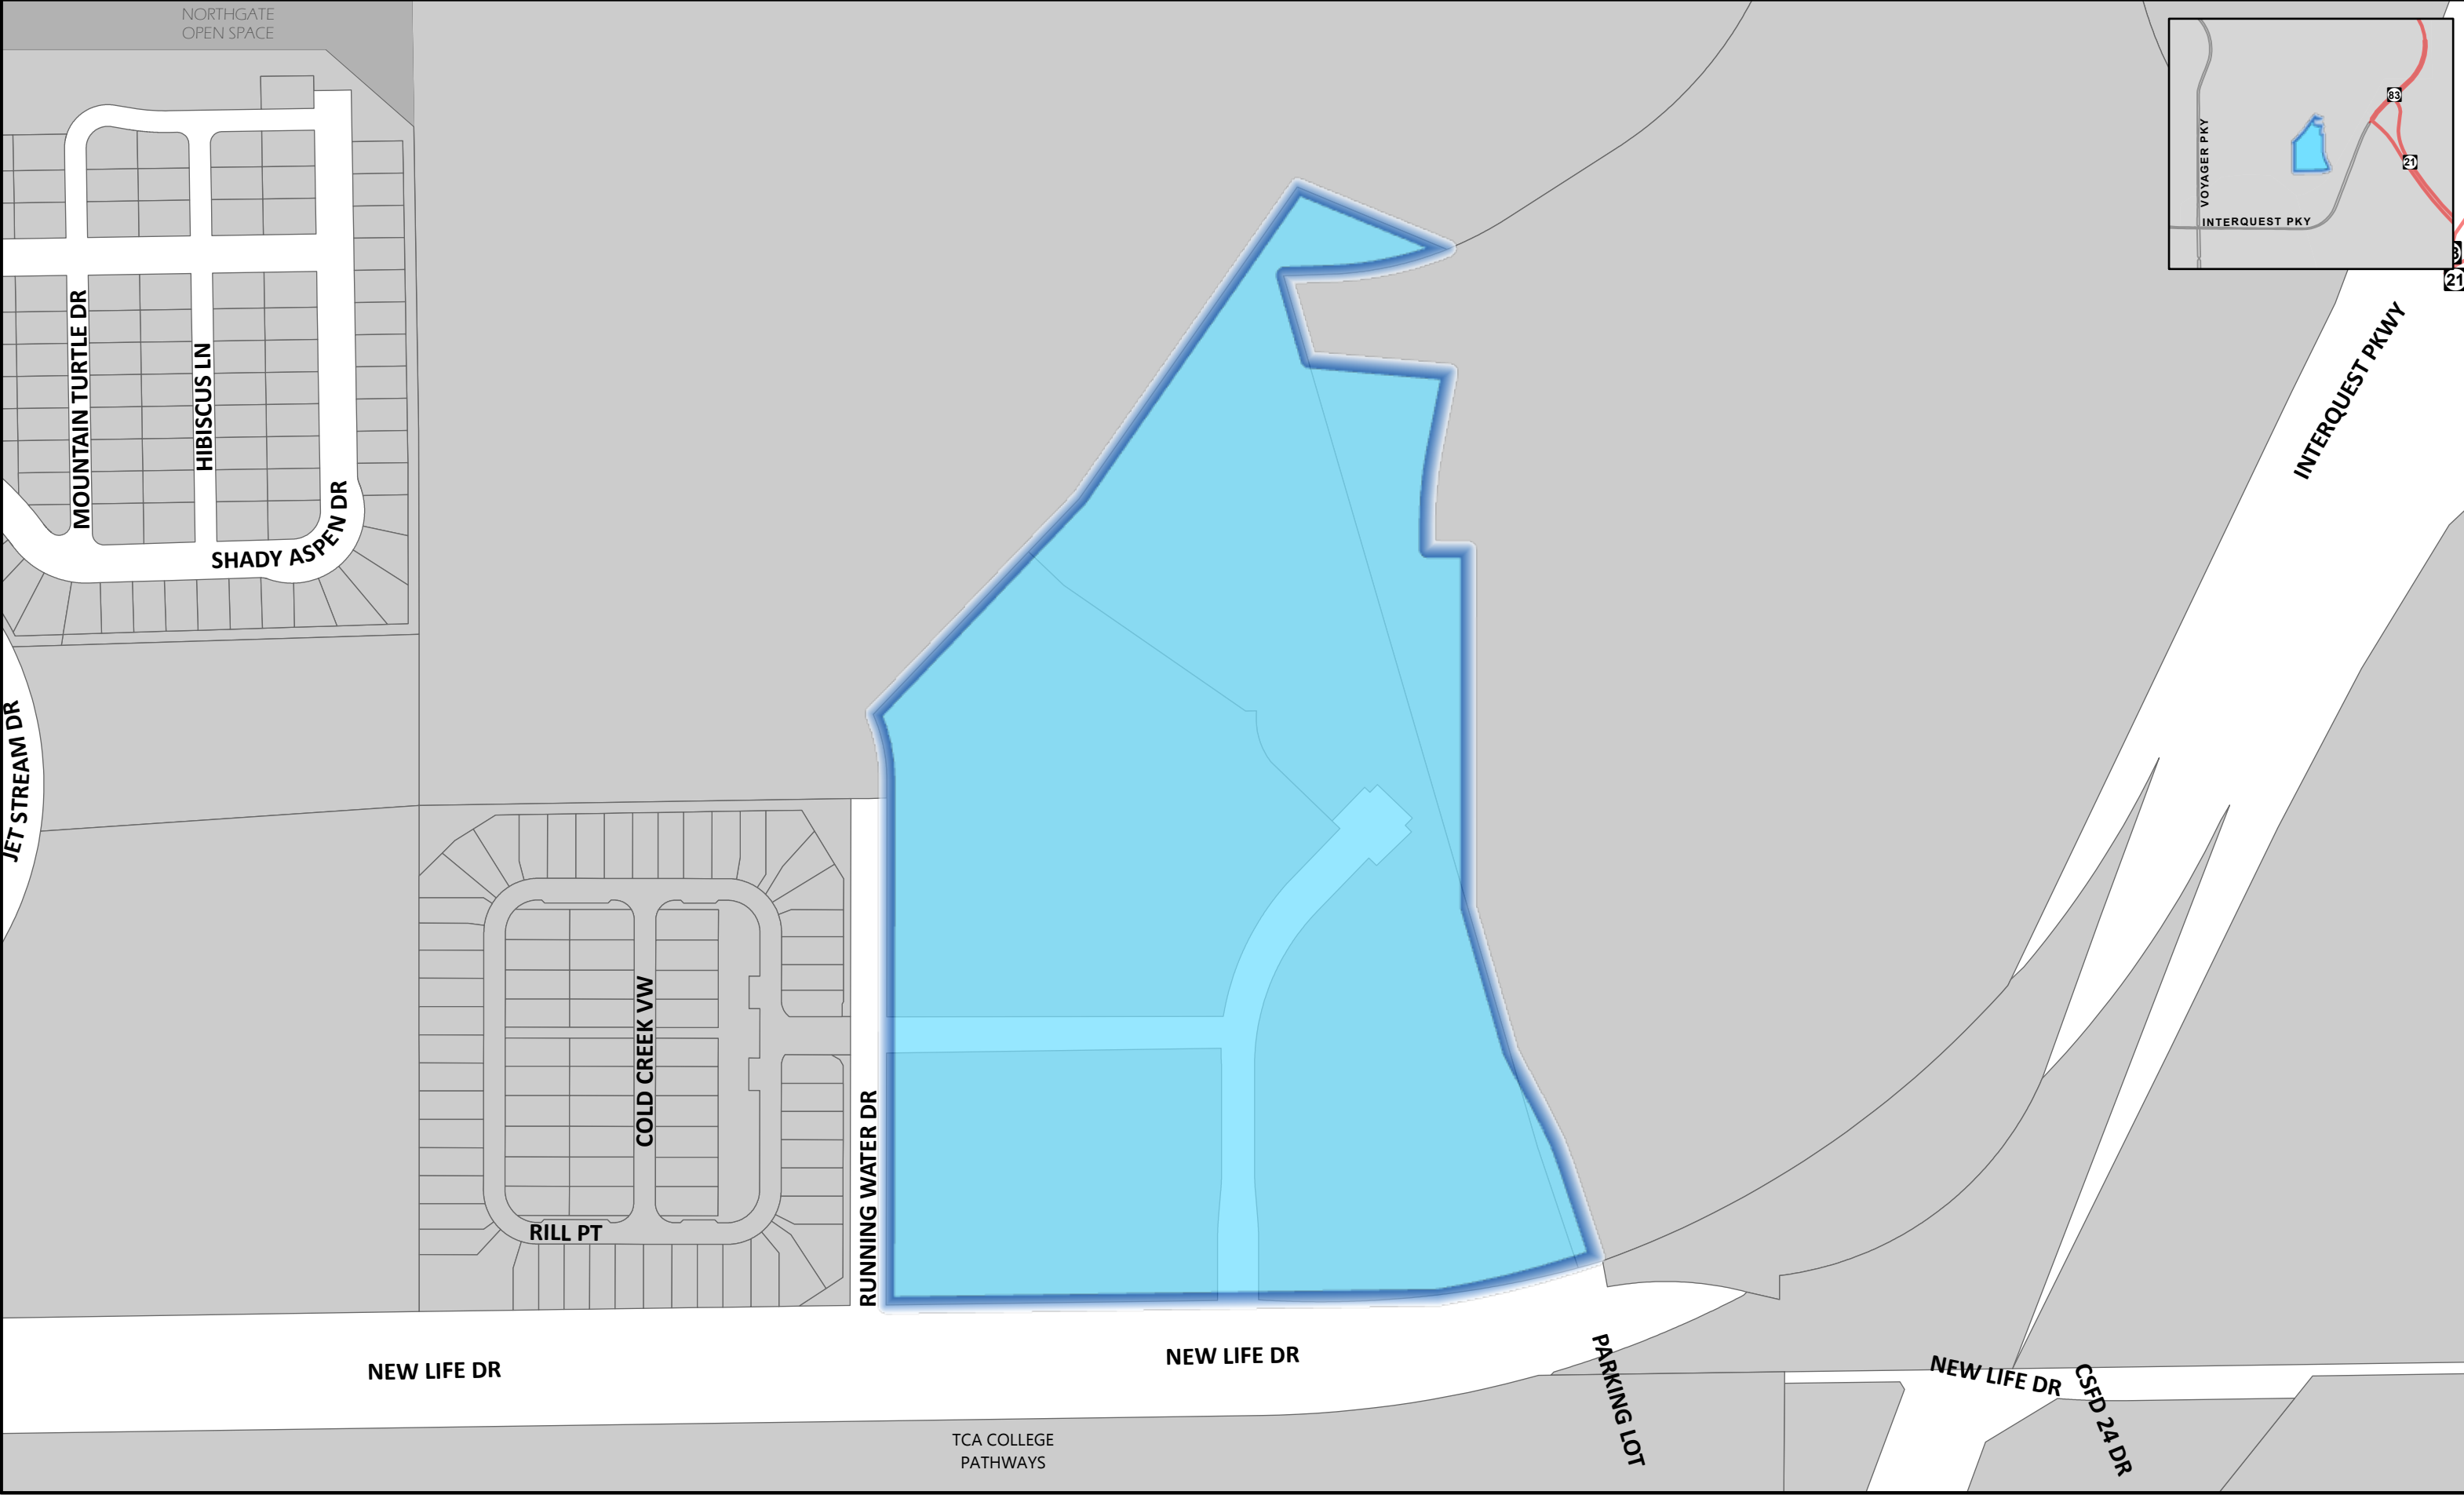 NORTHGATE
OPEN SPACE
83
21
VOYAGER PKY
INTERQUEST PKY
21
INTERQUEST PKWY
MOUNTAIN TURTLE DR
HIBISCUS LN
SHADY ASPEN DR
JET STREAM DR
COLD CREEK VW
RILL PT
RUNNING WATER DR
NEW LIFE DR
NEW LIFE DR
PARKING LOT
NEW LIFE DR
CSFD 24 DR
TCA COLLEGE
PATHWAYS